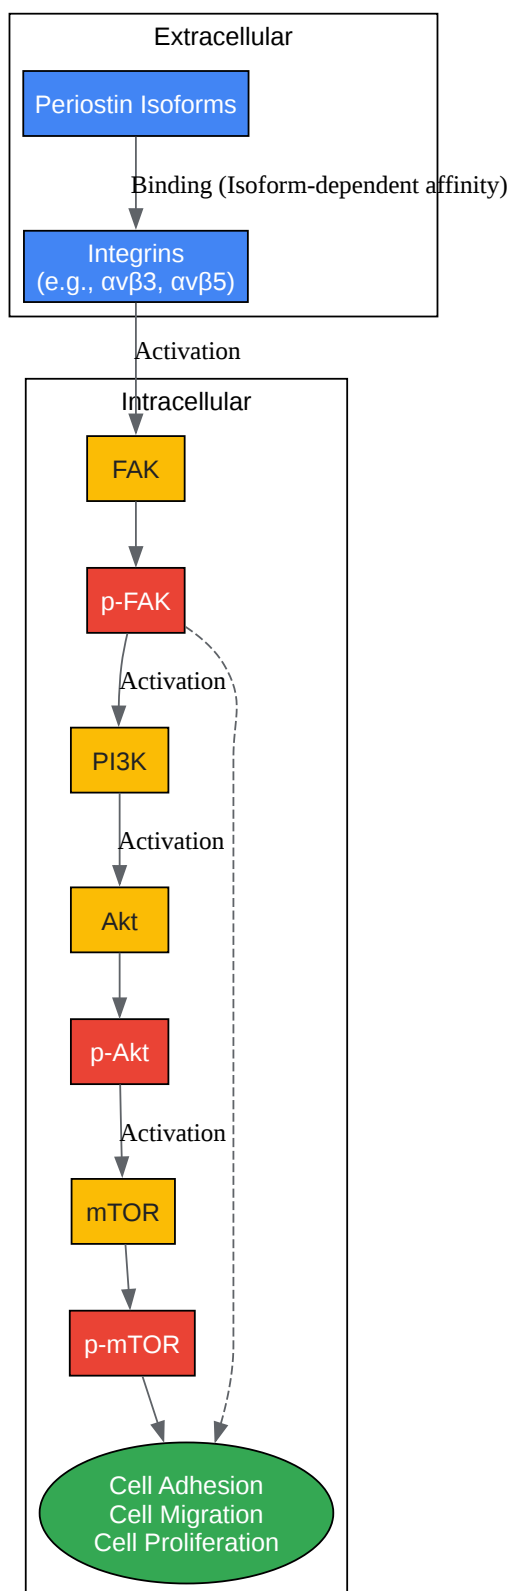 Extracellular
Periostin Isoforms
Binding (Isoform-dependent affinity)
Integrins
(e.g., αvβ3, αvβ5)
Activation
Intracellular
FAK
p-FAK
Activation
PI3K
Activation
Akt
p-Akt
Activation
mTOR
p-mTOR
Cell Adhesion
Cell Migration
Cell Proliferation